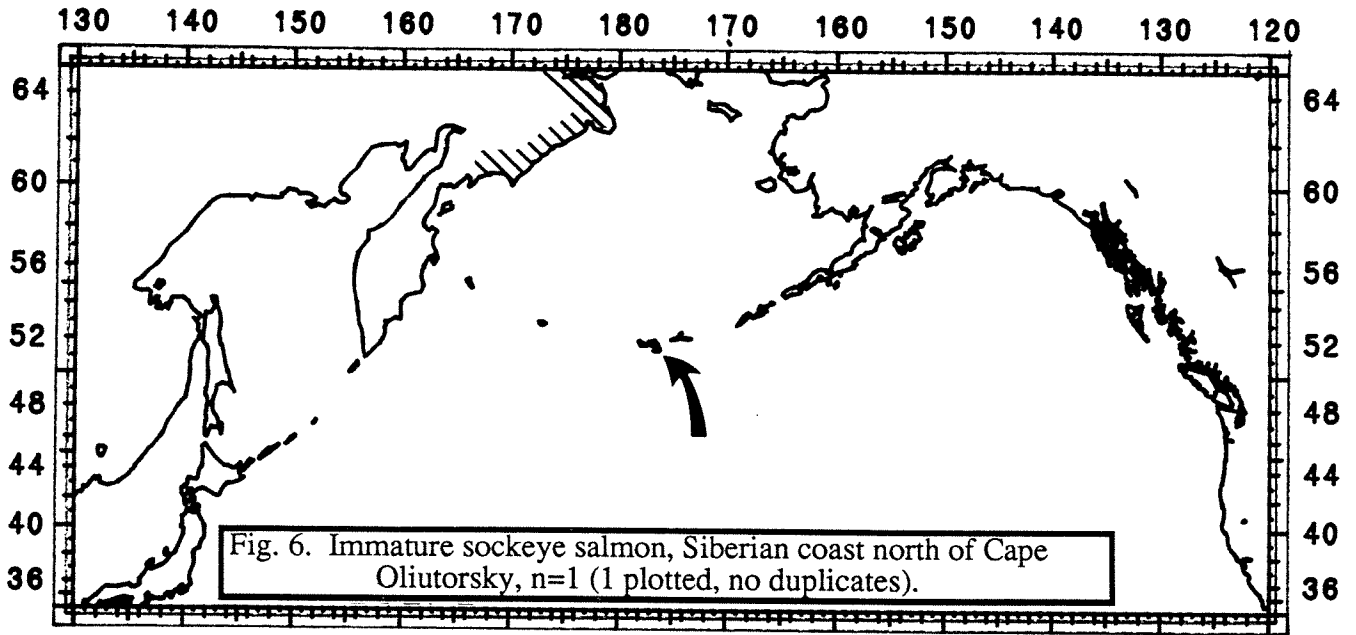 130 140 150 160 170 180 170 160 150 140 130 120
64 64
60 60
56 56
52 52
48 48
44 44
40 40
36 36
Fig. 6. Immature sockeye salmon, Siberian coast north of Cape
Oliutorsky, n=1 (1 plotted, no duplicates).